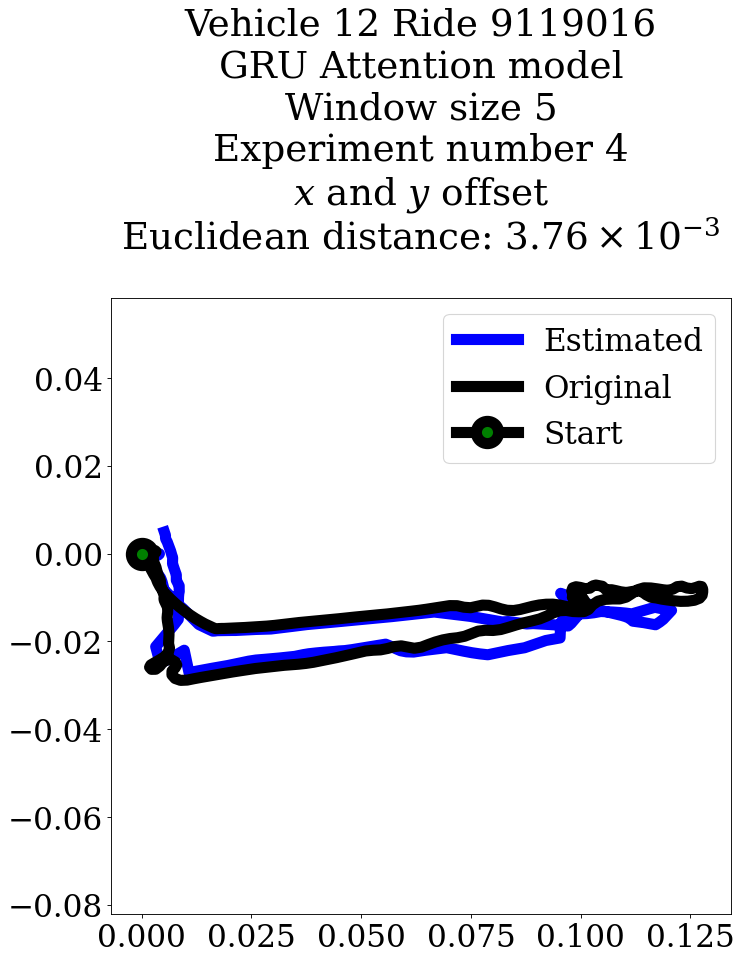 Vehicle 12 Ride 9119016
GRU Attention model
Window size 5
Experiment number 4
x and y offset
Euclidean distance: 3.76 × 10⁻³
Estimated
Original
Start
0.04
0.02
0.00
−0.02
−0.04
−0.06
−0.08
0.000 0.025 0.050 0.075 0.100 0.125